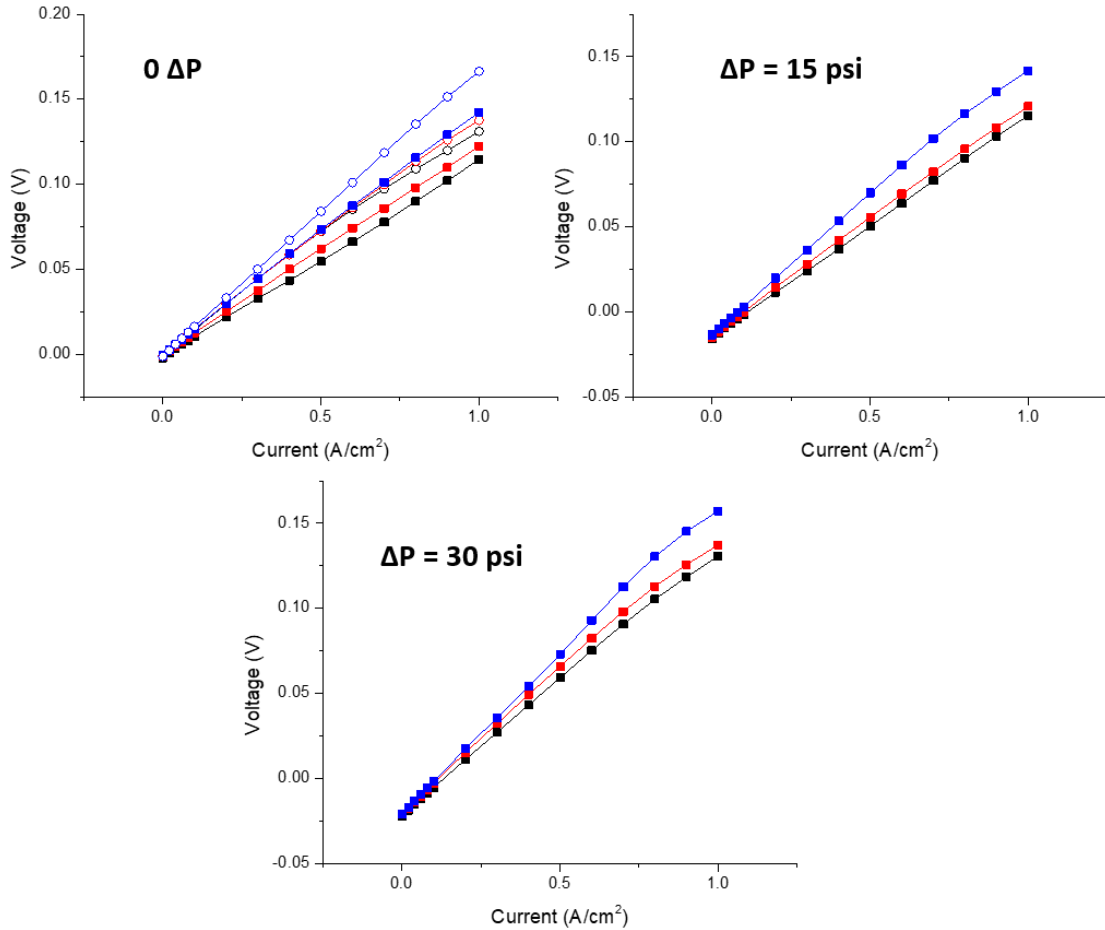 0 ΔP
0.20
0.15
0.10
0.05
0.00
Voltage (V)
0.0 0.5 1.0
Current (A/cm²)
ΔP = 15 psi
0.15
0.10
0.05
0.00
-0.05
Voltage (V)
0.0 0.5 1.0
Current (A/cm²)
ΔP = 30 psi
0.15
0.10
0.05
0.00
-0.05
Voltage (V)
0.0 0.5 1.0
Current (A/cm²)